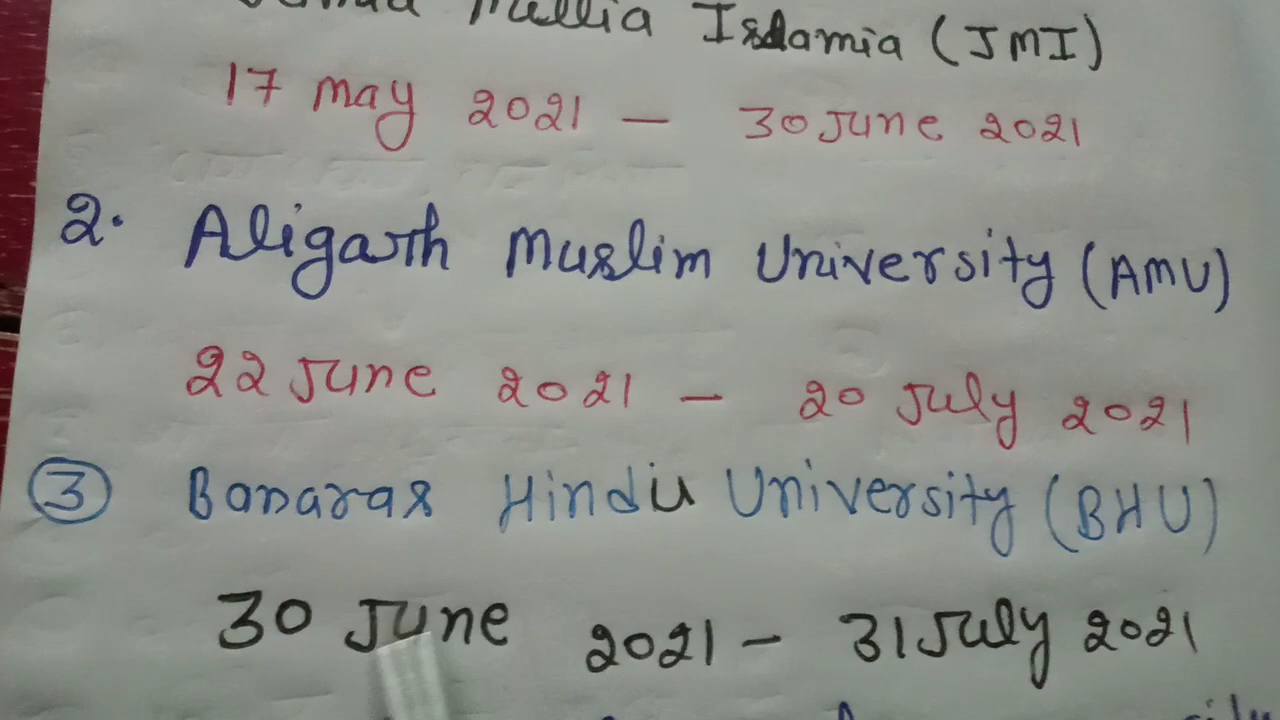 Millia Islamia (JMI)
17 may 2021 - 30 June 2021
2. Aligarh Muslim University (AMU)
22 June 2021 - 20 July 2021
3 Banaras Hindu University (BHU)
30 June 2021 - 31 July 2021